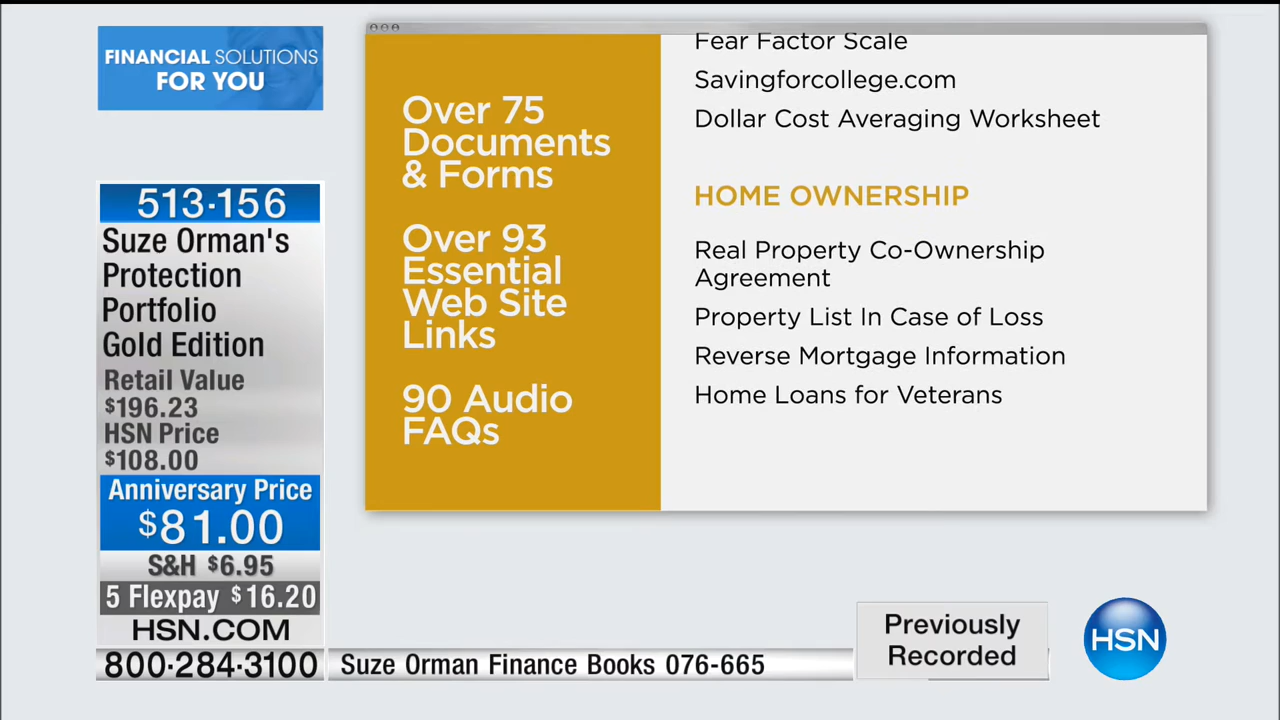 FINANCIAL SOLUTIONS
FOR YOU
513·156
Suze Orman's
Protection
Portfolio
Gold Edition
Retail Value
$196.23
HSN Price
$108.00
Anniversary Price
$81.00
S&H $6.95
5 Flexpay $16.20
HSN.COM
800·284·3100
Suze Orman Finance Books 076-665
Over 75
Documents
& Forms
Over 93
Essential
Web Site
Links
90 Audio
FAQs
Fear Factor Scale
Savingforcollege.com
Dollar Cost Averaging Worksheet
HOME OWNERSHIP
Real Property Co-Ownership
Agreement
Property List In Case of Loss
Reverse Mortgage Information
Home Loans for Veterans
Previously
Recorded
HSN